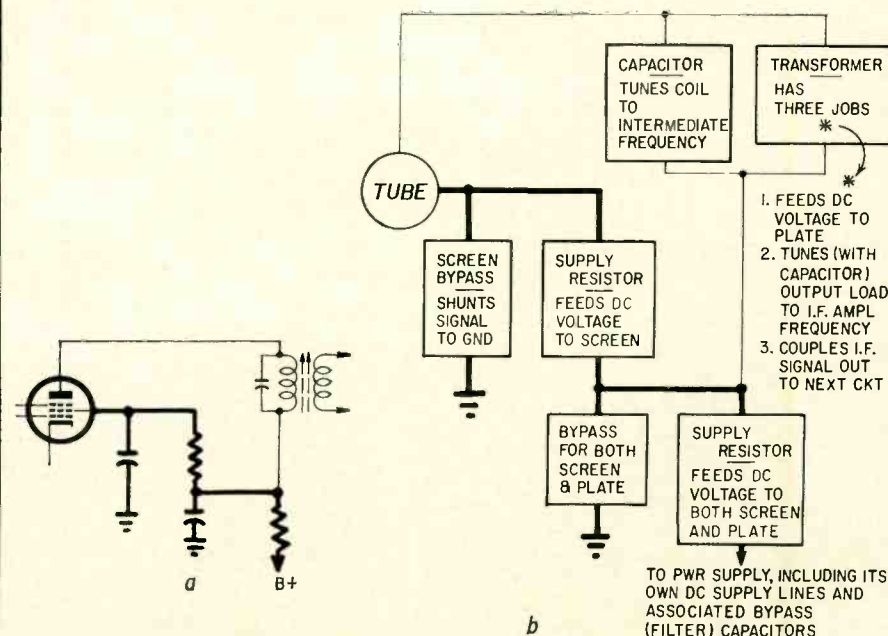 CAPACITOR
TUNES COIL
TO
INTERMEDIATE
FREQUENCY
TRANSFORMER
HAS
THREE JOBS
*
*
1. FEEDS DC
VOLTAGE TO
PLATE
2. TUNES (WITH
CAPACITOR)
OUTPUT LOAD
TO I.F. AMPL
FREQUENCY
3. COUPLES I.F.
SIGNAL OUT
TO NEXT CKT
TUBE
SCREEN
BYPASS
SHUNTS
SIGNAL
TO GND
SUPPLY
RESISTOR
FEEDS DC
VOLTAGE
TO SCREEN
BYPASS
FOR BOTH
SCREEN
& PLATE
SUPPLY
RESISTOR
FEEDS DC
VOLTAGE TO
BOTH SCREEN
AND PLATE
TO PWR SUPPLY, INCLUDING ITS
OWN DC SUPPLY LINES AND
ASSOCIATED BYPASS
(FILTER) CAPACITORS
a
B+
b